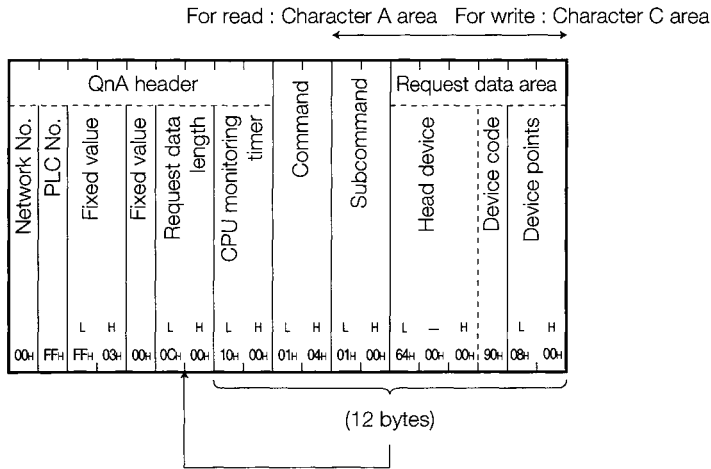 For read : Character A area For write : Character C area
QnA header
Request data area
Network No.
PLC No.
Fixed value
Fixed value
Request data
length
CPU monitoring
timer
Command
Subcommand
Head device
Device code
Device points
L H L H L H L H L H L — H L H
00H FFH FFH 03H 00H 0CH 00H 10H 00H 01H 04H 01H 00H 64H 00H 00H 90H 08H 00H
(12 bytes)